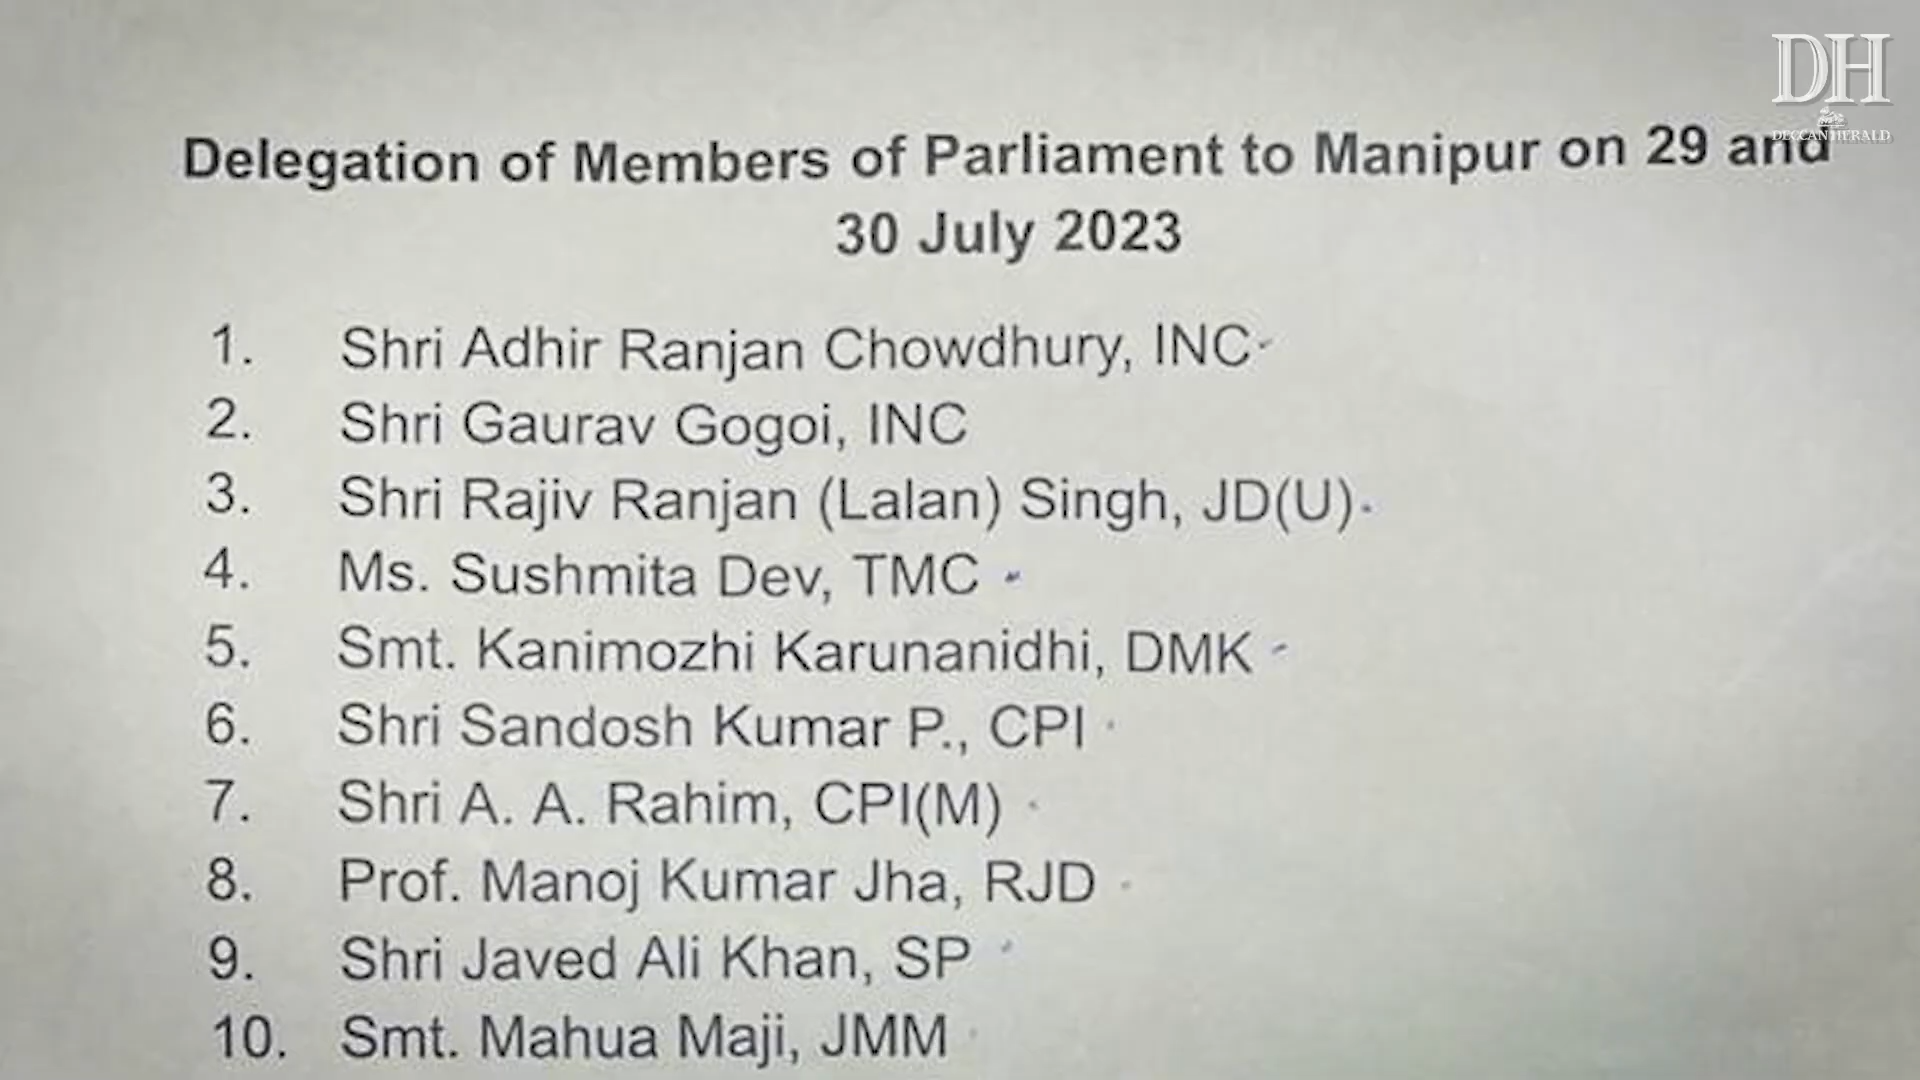 DH
DECCAN HERALD
Delegation of Members of Parliament to Manipur on 29 and
30 July 2023
1. Shri Adhir Ranjan Chowdhury, INC
2. Shri Gaurav Gogoi, INC
3. Shri Rajiv Ranjan (Lalan) Singh, JD(U)
4. Ms. Sushmita Dev, TMC
5. Smt. Kanimozhi Karunanidhi, DMK
6. Shri Sandosh Kumar P., CPI
7. Shri A. A. Rahim, CPI(M)
8. Prof. Manoj Kumar Jha, RJD
9. Shri Javed Ali Khan, SP
10. Smt. Mahua Maji, JMM